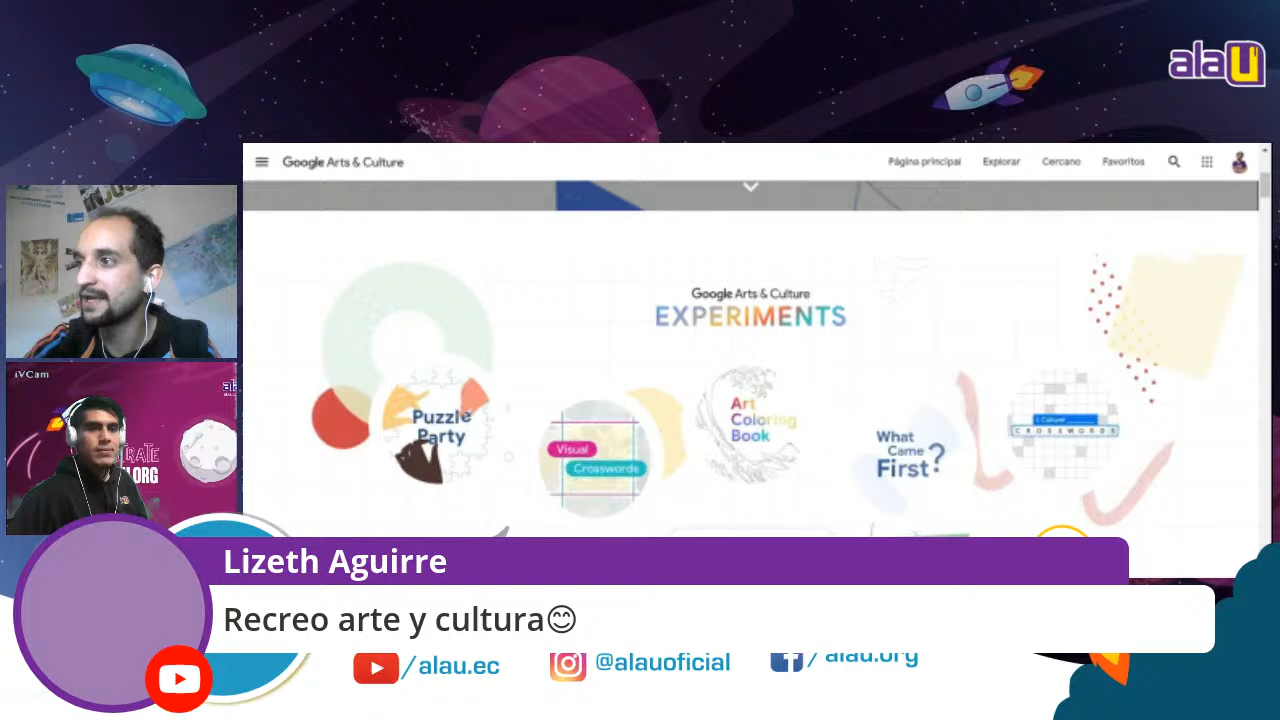 alaU
Google Arts & Culture
Página principal
Explorar
Cercano
Favoritos
Google Arts & Culture
EXPERIMENTS
Puzzle
Party
Visual
Crosswords
Art
Coloring
Book
What
Came
First?
CROSSWORDS
iVCam
Lizeth Aguirre
Recreo arte y cultura😊
/alau.ec
@alauoficial
/alau.org